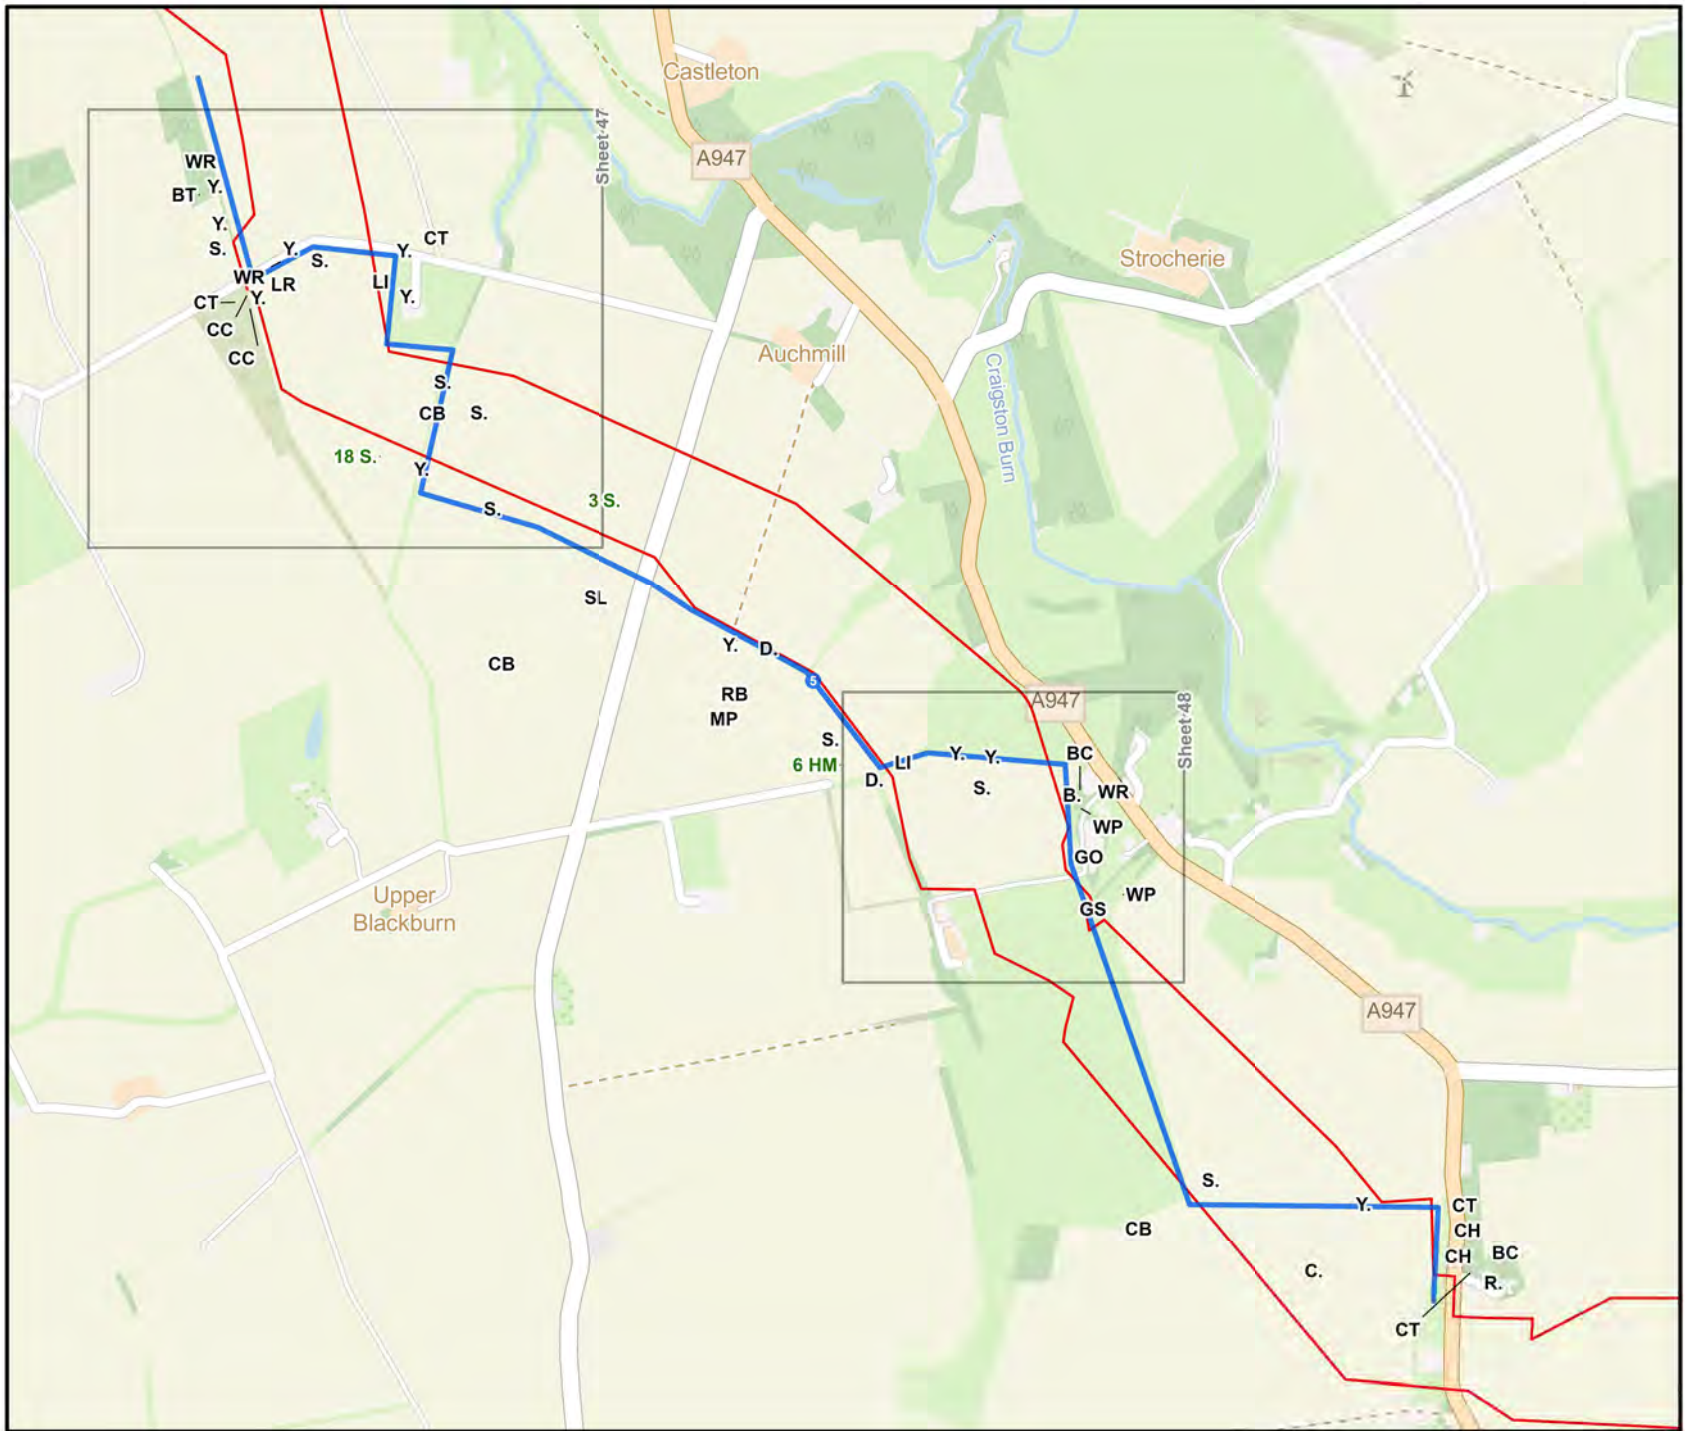 Castleton
A947
Sheet 47
WR
Y.
BT
Y.
S.
Y.
S.
Y.
CT
WR
LR
LI
Y.
CT
Y.
CC
CC
Strocherie
Auchmill
Craigston Burn
S.
CB
S.
18 S.
Y.
3 S.
S.
SL
CB
Y.
D.
5
RB
MP
A947
Sheet 48
S.
6 HM
D.
LI
Y.
Y.
BC
S.
B.
WR
WP
GO
WP
GS
Upper
Blackburn
A947
S.
Y.
CT
CB
CH
CH
BC
C.
R.
CT